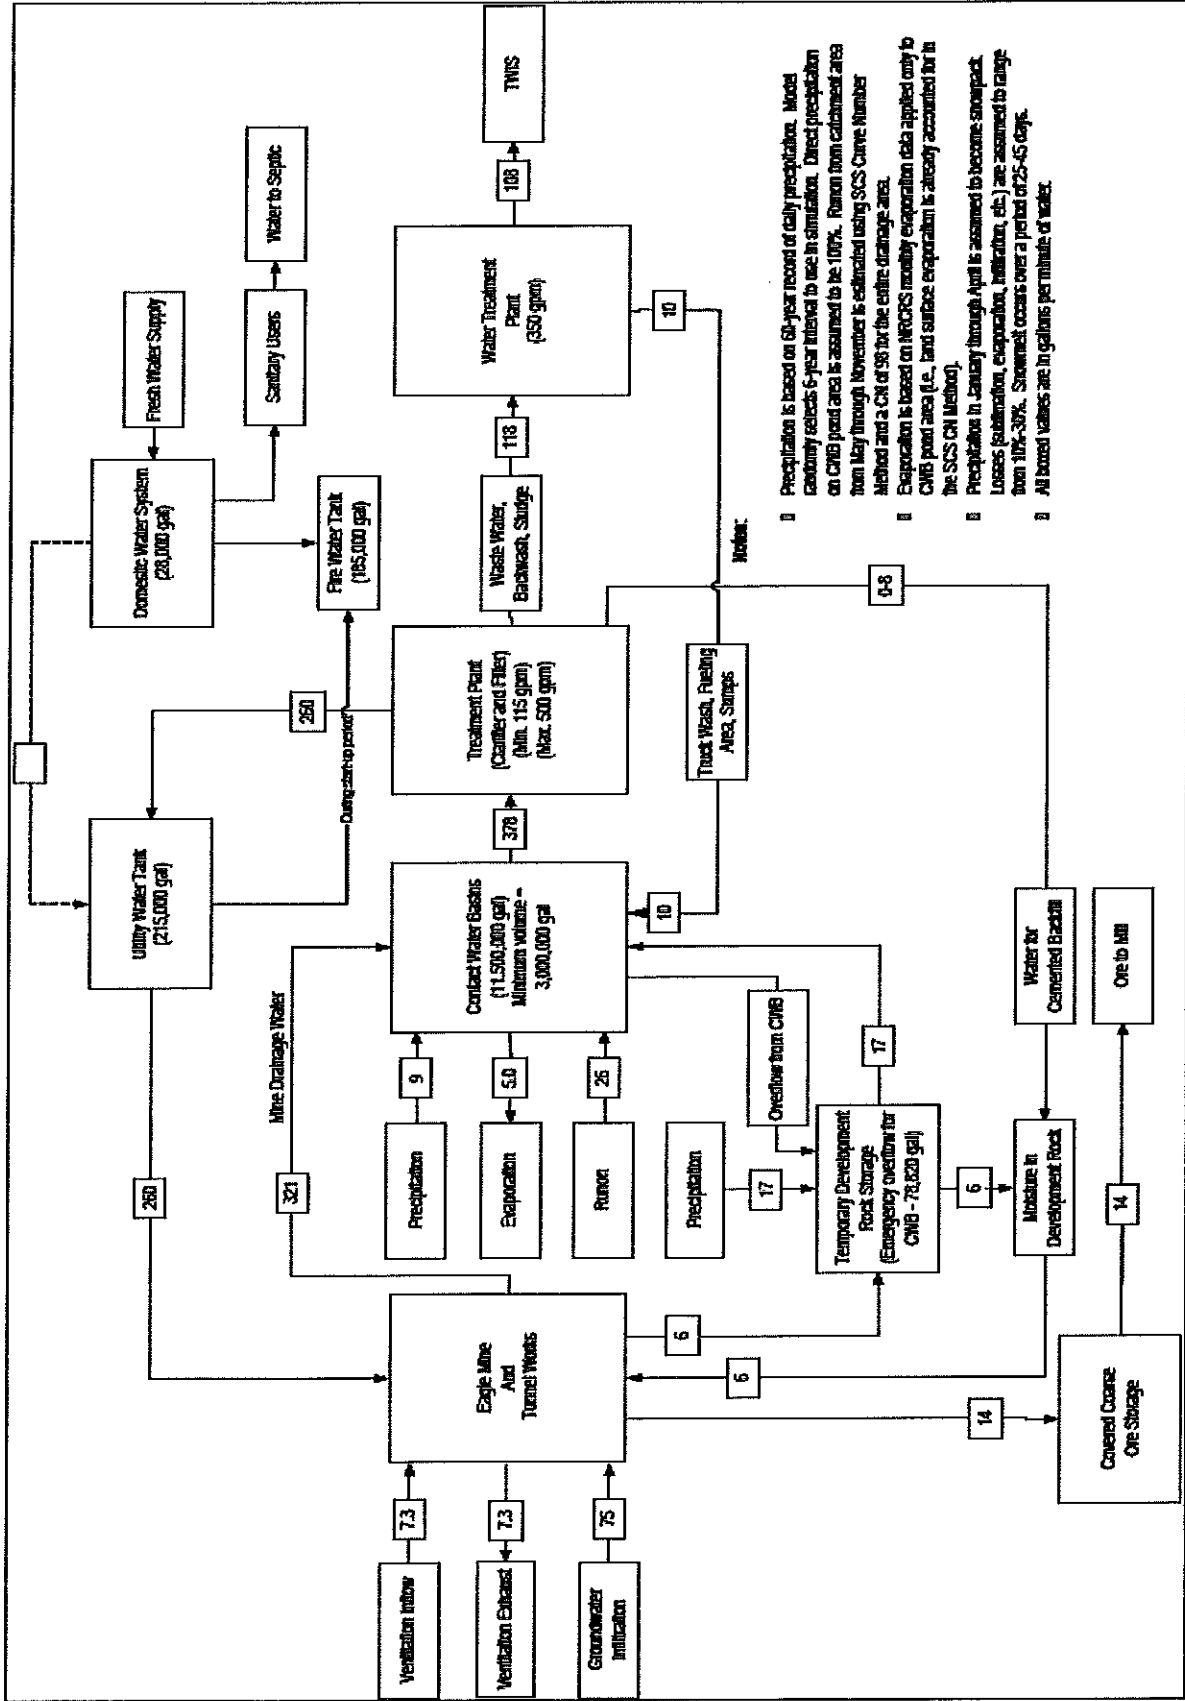 Domestic Water System
(28,000 gal)
Fresh Water Supply
Sanitary Users
Water to Septic
Fire Water Tank
(185,000 gal)
Utility Water Tank
(215,000 gal)
260
During start-up period
260
Mine Drainage Water
321
Ventilation Inflow
7.3
Ventilation Exhaust
7.3
Groundwater
Infiltration
75
Eagle Mine
And
Tunnel Works
Precipitation
9
Evaporation
5.0
Runon
26
Contact Water Basins
(11,500,000 gal)
Minimum volume =
3,000,000 gal
378
Treatment Plant
(Clarifier and Filter)
(Min. 115 gpm)
(Max. 500 gpm)
Waste Water,
Backwash, Sludge
118
Water Treatment
Plant
(350 gpm)
108
TWIS
10
Truck Wash, Fueling
Area, Sumps
10
Precipitation
17
Overflow from CWB
Temporary Development
Rock Storage
(Emergency overflow for
CWB - 78,820 gal)
17
6
6
6
Moisture in
Development Rock
Water for
Cemented Backfill
0-8
14
Covered Coarse
Ore Storage
14
Ore to Mill
Notes:
Precipitation is based on 60-year record of daily precipitation. Model
randomly selects 6-year interval to use in simulation. Direct precipitation
on CWB pond area is assumed to be 100%. Runon from catchment area
from May through November is estimated using SCS Curve Number
Method and a CN of 98 for the entire drainage area.
Evaporation is based on NRCRS monthly evaporation data applied only to
CWB pond area (i.e., land surface evaporation is already accounted for in
the SCS CN Method).
Precipitation in January through April is assumed to become snowpack.
Losses (sublimation, evaporation, infiltration, etc.) are assumed to range
from 10%-30%. Snowmelt occurs over a period of 25-45 days.
All boxed values are in gallons per minute of water.